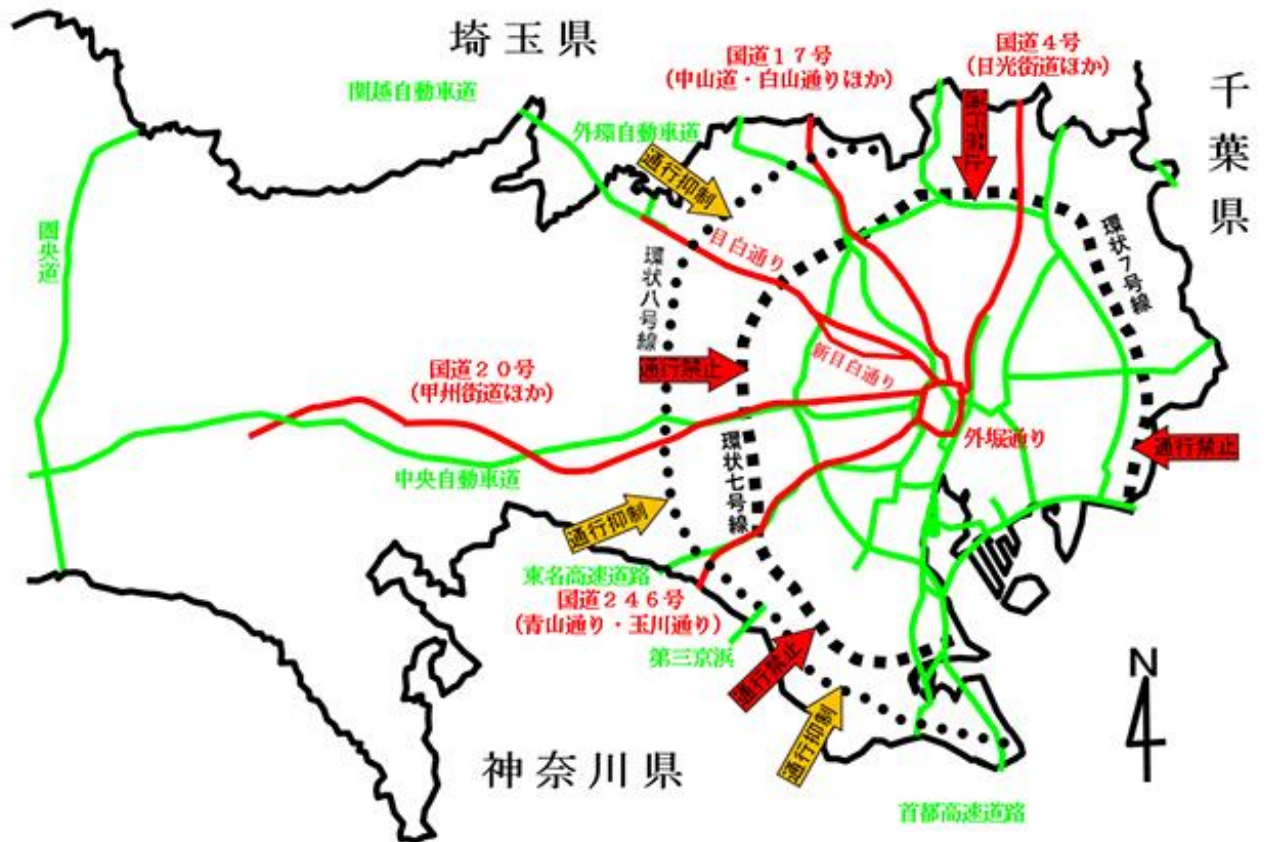 埼玉県
国道17号
(中山道・白山通りほか)
国道4号
(日光街道ほか)
千葉県
関越自動車道
外環自動車道
通行抑制
通行禁止
圏央道
目白通り
環状7号線
環状八号線
新目白通り
国道20号
(甲州街道ほか)
通行禁止
外堀通り
通行禁止
環状七号線
中央自動車道
通行抑制
東名高速道路
国道246号
(青山通り・玉川通り)
第三京浜
通行禁止
通行抑制
神奈川県
N
首都高速道路